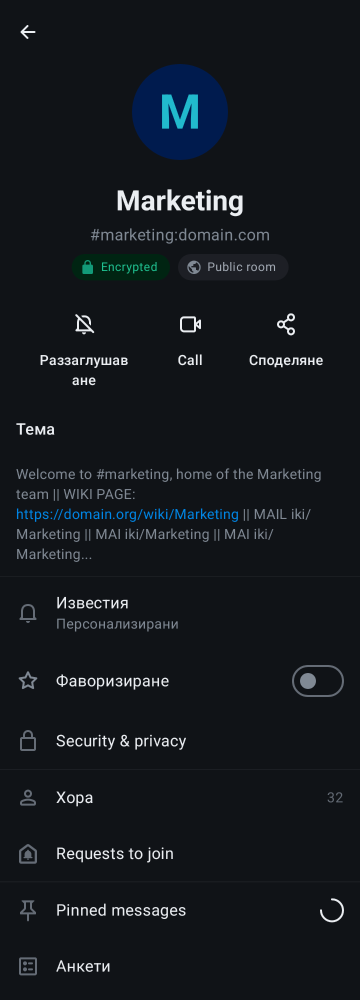 M
Marketing
#marketing:domain.com
Encrypted
Public room
Раззаглушав
ане
Call
Споделяне
Тема
Welcome to #marketing, home of the Marketing
team || WIKI PAGE:
https://domain.org/wiki/Marketing || MAIL iki/
Marketing || MAI iki/Marketing || MAI iki/
Marketing...
Известия
Персонализирани
Фаворизиране
Security & privacy
Хора
32
Requests to join
Pinned messages
Анкети